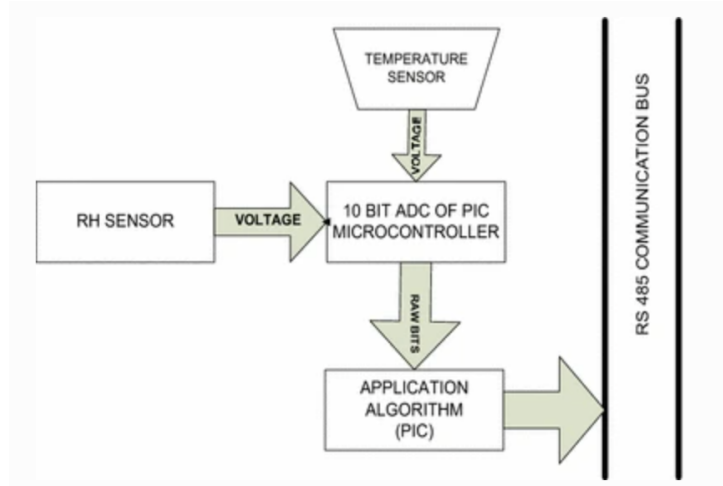 TEMPERATURE
SENSOR
VOLTAGE
RH SENSOR
VOLTAGE
10 BIT ADC OF PIC
MICROCONTROLLER
RAW BITS
APPLICATION
ALGORITHM
(PIC)
RS 485 COMMUNICATION BUS